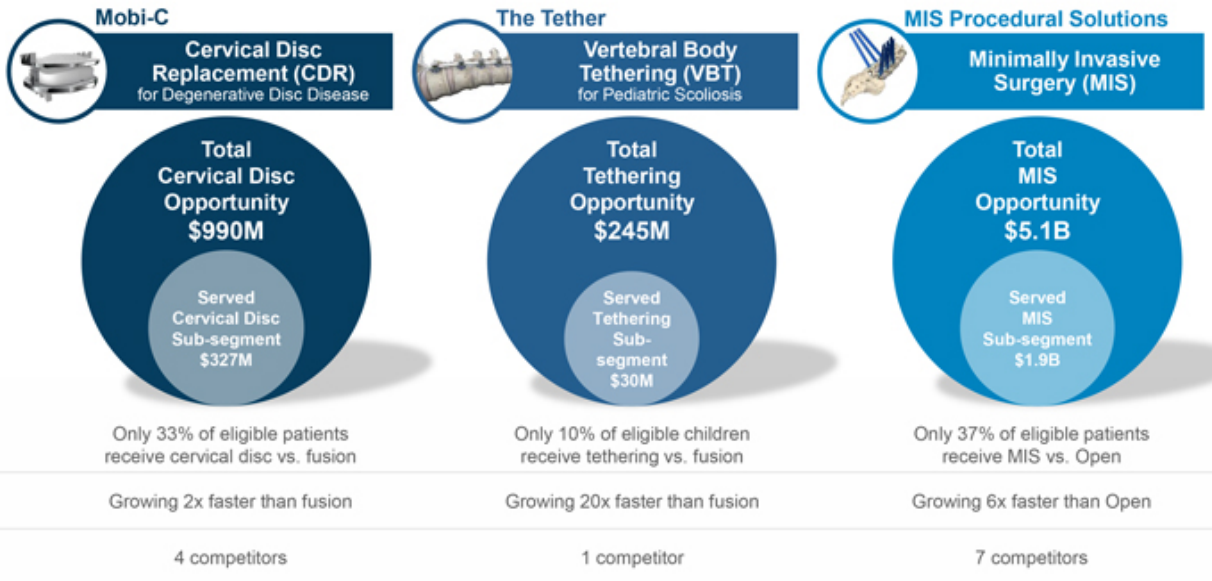 Mobi-C
Cervical Disc
Replacement (CDR)
for Degenerative Disc Disease
Total
Cervical Disc
Opportunity
$990M
Served
Cervical Disc
Sub-segment
$327M
Only 33% of eligible patients
receive cervical disc vs. fusion
Growing 2x faster than fusion
4 competitors
The Tether
Vertebral Body
Tethering (VBT)
for Pediatric Scoliosis
Total
Tethering
Opportunity
$245M
Served
Tethering
Sub-
segment
$30M
Only 10% of eligible children
receive tethering vs. fusion
Growing 20x faster than fusion
1 competitor
MIS Procedural Solutions
Minimally Invasive
Surgery (MIS)
Total
MIS
Opportunity
$5.1B
Served
MIS
Sub-segment
$1.9B
Only 37% of eligible patients
receive MIS vs. Open
Growing 6x faster than Open
7 competitors